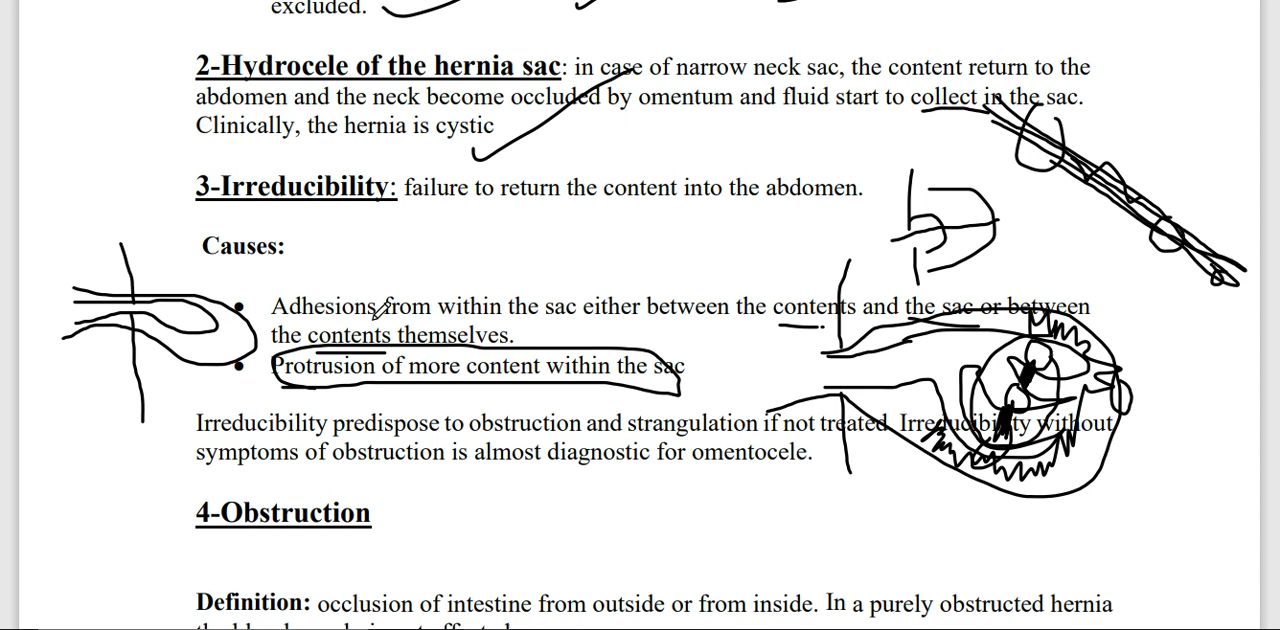 excluded.
2-Hydrocele of the hernia sac: in case of narrow neck sac, the content return to the
abdomen and the neck become occluded by omentum and fluid start to collect in the sac.
Clinically, the hernia is cystic
3-Irreducibility: failure to return the content into the abdomen.
Causes:
• Adhesions from within the sac either between the contents and the sac or between
the contents themselves.
• Protrusion of more content within the sac
Irreducibility predispose to obstruction and strangulation if not treated. Irreducibility without
symptoms of obstruction is almost diagnostic for omentocele.
4-Obstruction
Definition: occlusion of intestine from outside or from inside. In a purely obstructed hernia